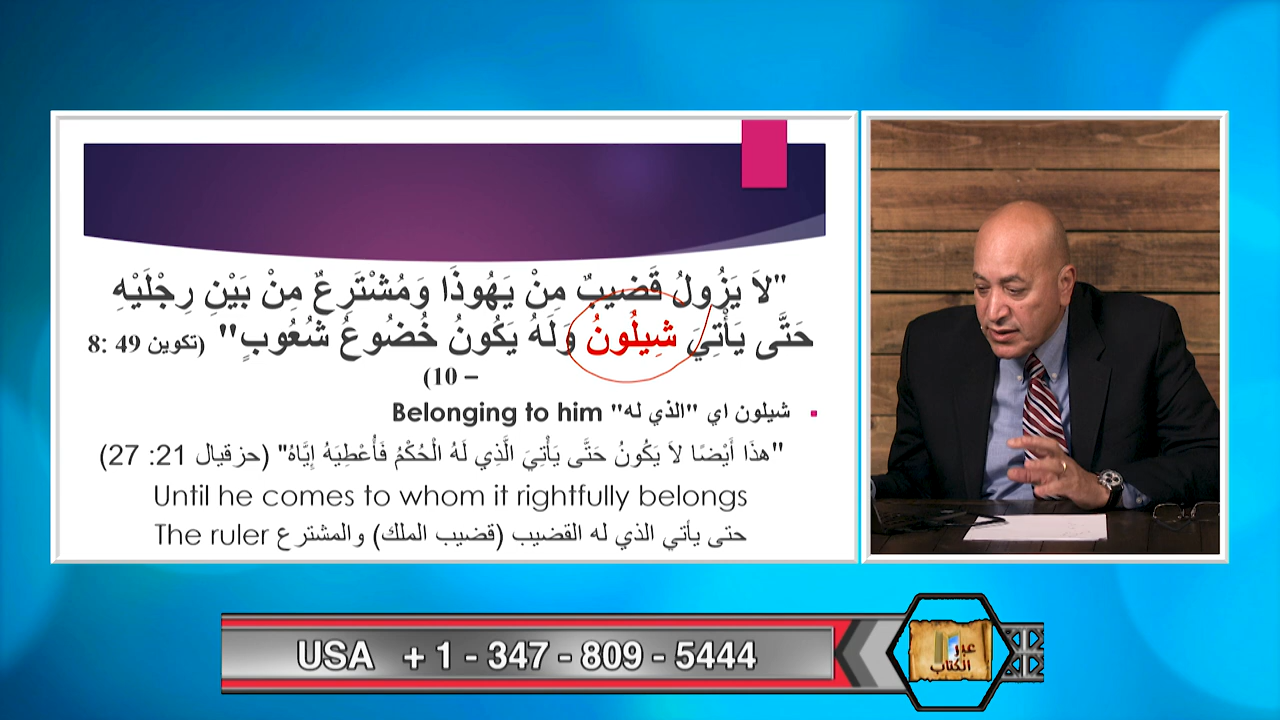 "لاَ يَزُولُ قَضِيبٌ مِنْ يَهُوذَا وَمُشْتَرِعٌ مِنْ بَيْنِ رِجْلَيْهِ
حَتَّى يَأْتِيَ شِيلُونُ وَلَهُ يَكُونُ خُضُوعُ شُعُوبٍ" (تكوين 49 :8
– 10)
شيلون اي "الذي له" Belonging to him
"هذَا أَيْضًا لاَ يَكُونُ حَتَّى يَأْتِيَ الَّذِي لَهُ الْحُكْمُ فَأُعْطِيَهُ إِيَّاهُ" (حزقيال 21: 27)
Until he comes to whom it rightfully belongs
حتى يأتي الذي له القضيب (قضيب الملك) والمشترع The ruler
USA + 1 - 347 - 809 - 5444
عبر
الكتاب